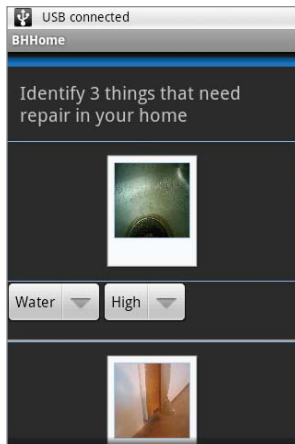 USB connected
BHHome
Identify 3 things that need
repair in your home
Water
High